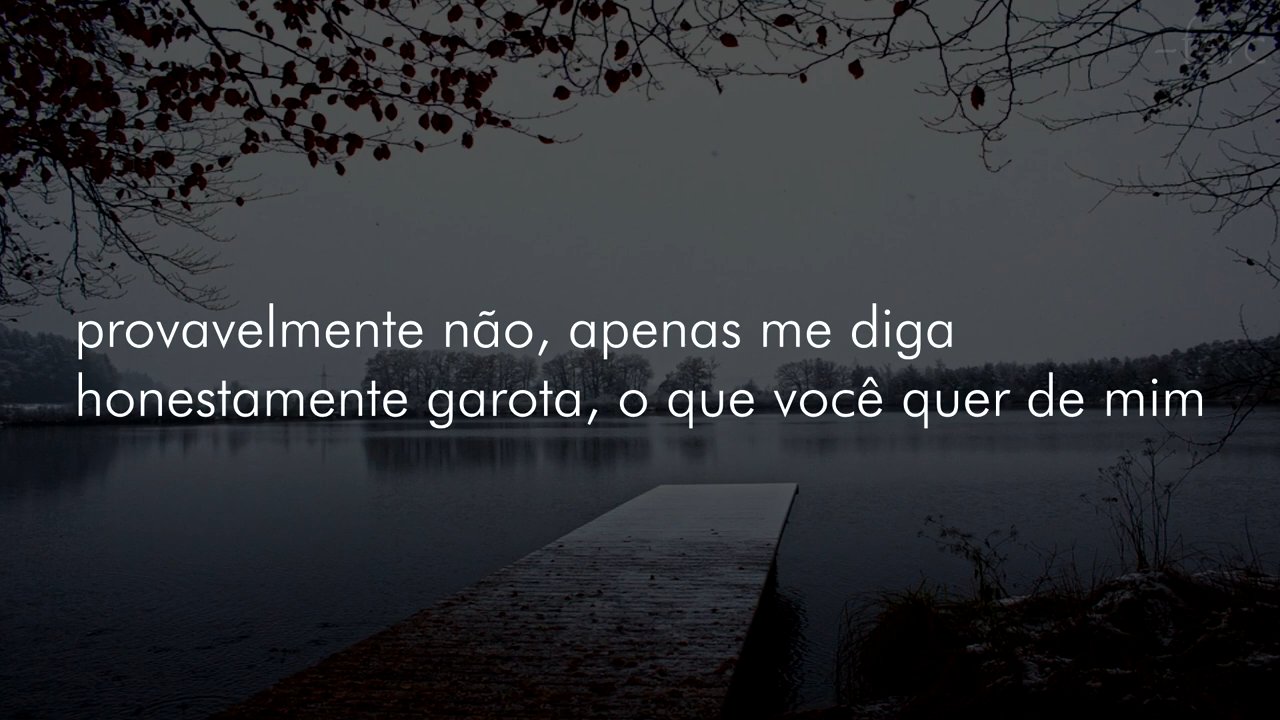 provavelmente não, apenas me diga
honestamente garota, o que você quer de mim